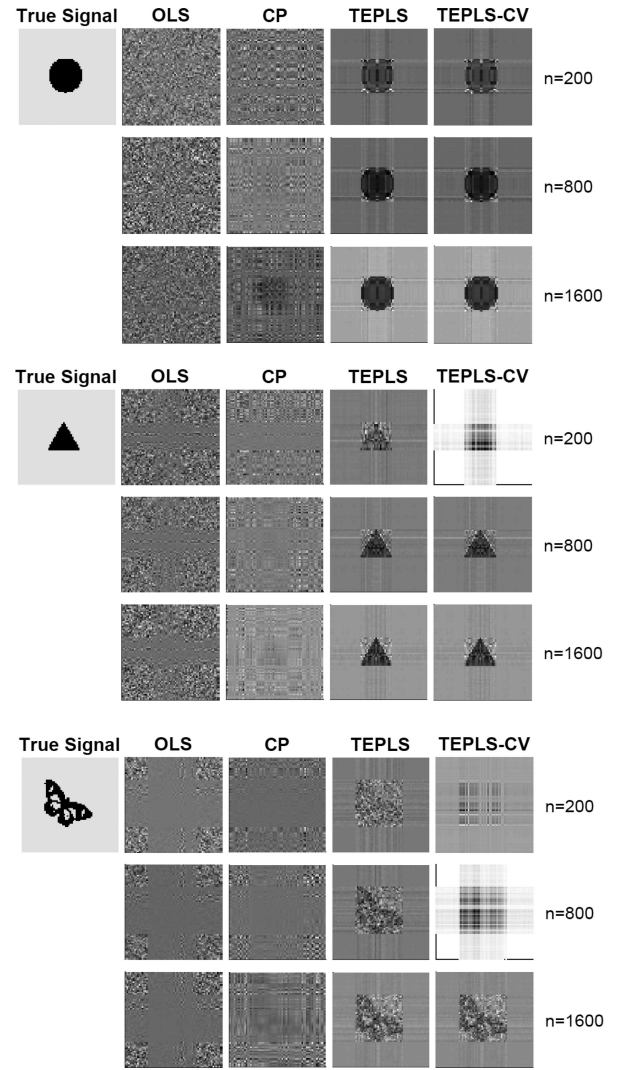 True Signal OLS CP TEPLS TEPLS-CV
n=200
n=800
n=1600
True Signal OLS CP TEPLS TEPLS-CV
n=200
n=800
n=1600
True Signal OLS CP TEPLS TEPLS-CV
n=200
n=800
n=1600